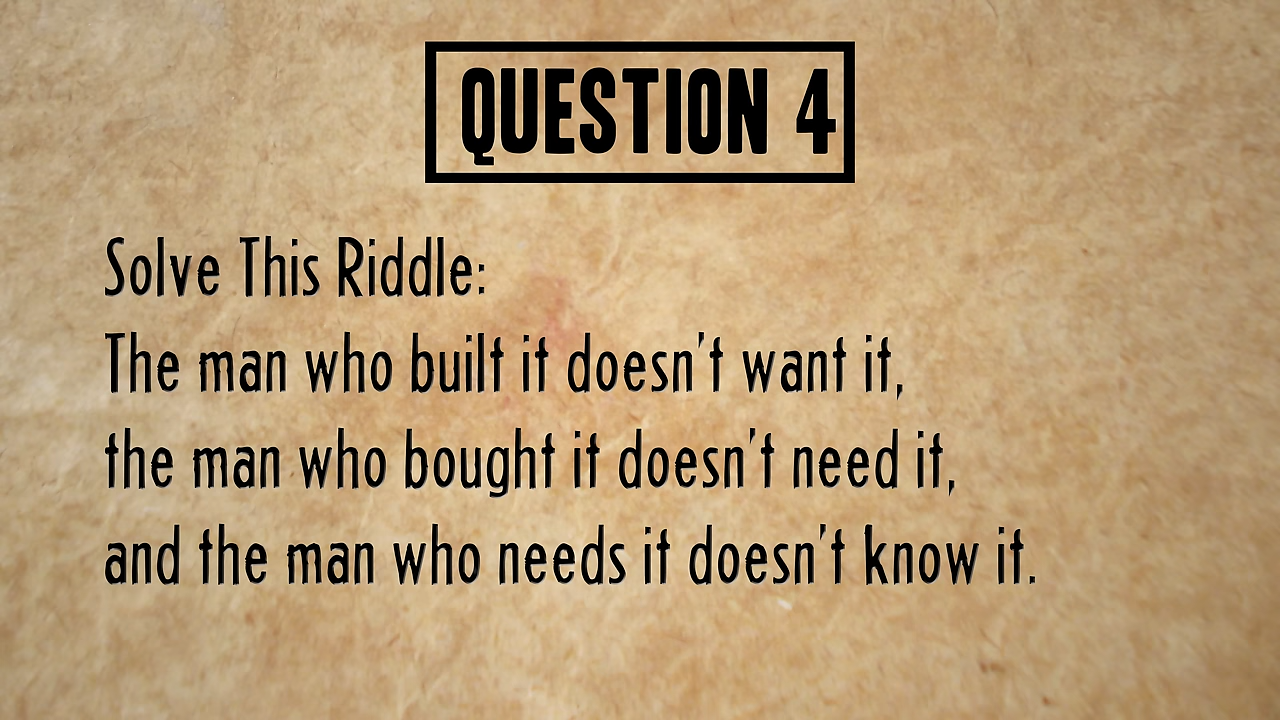 QUESTION 4
Solve This Riddle:
The man who built it doesn't want it,
the man who bought it doesn't need it,
and the man who needs it doesn't know it.